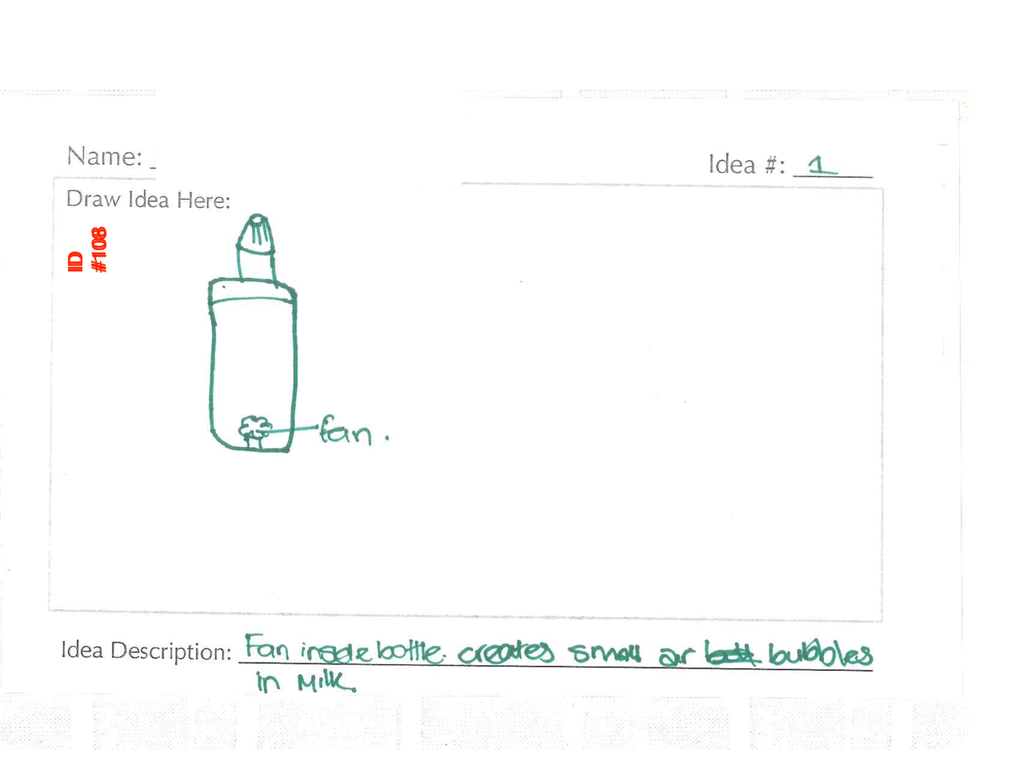 Name:
Idea #: 1
Draw Idea Here:
ID
#108
fan.
Idea Description: Fan inside bottle. creates small air bubbles
in Milk.